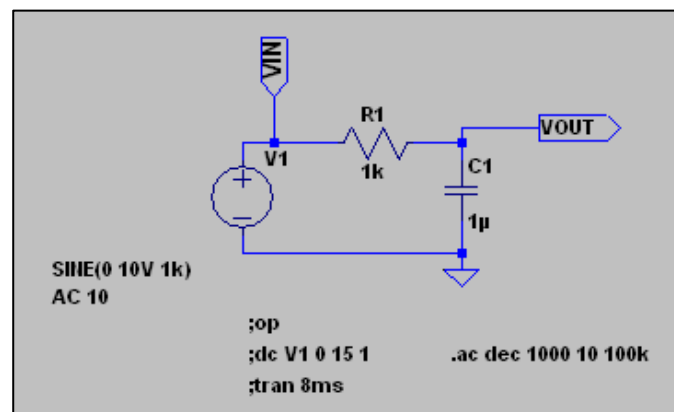 VIN
R1
VOUT
V1
1k
C1
1µ
SINE(0 10V 1k)
AC 10
;op
;dc V1 0 15 1
.ac dec 1000 10 100k
;tran 8ms